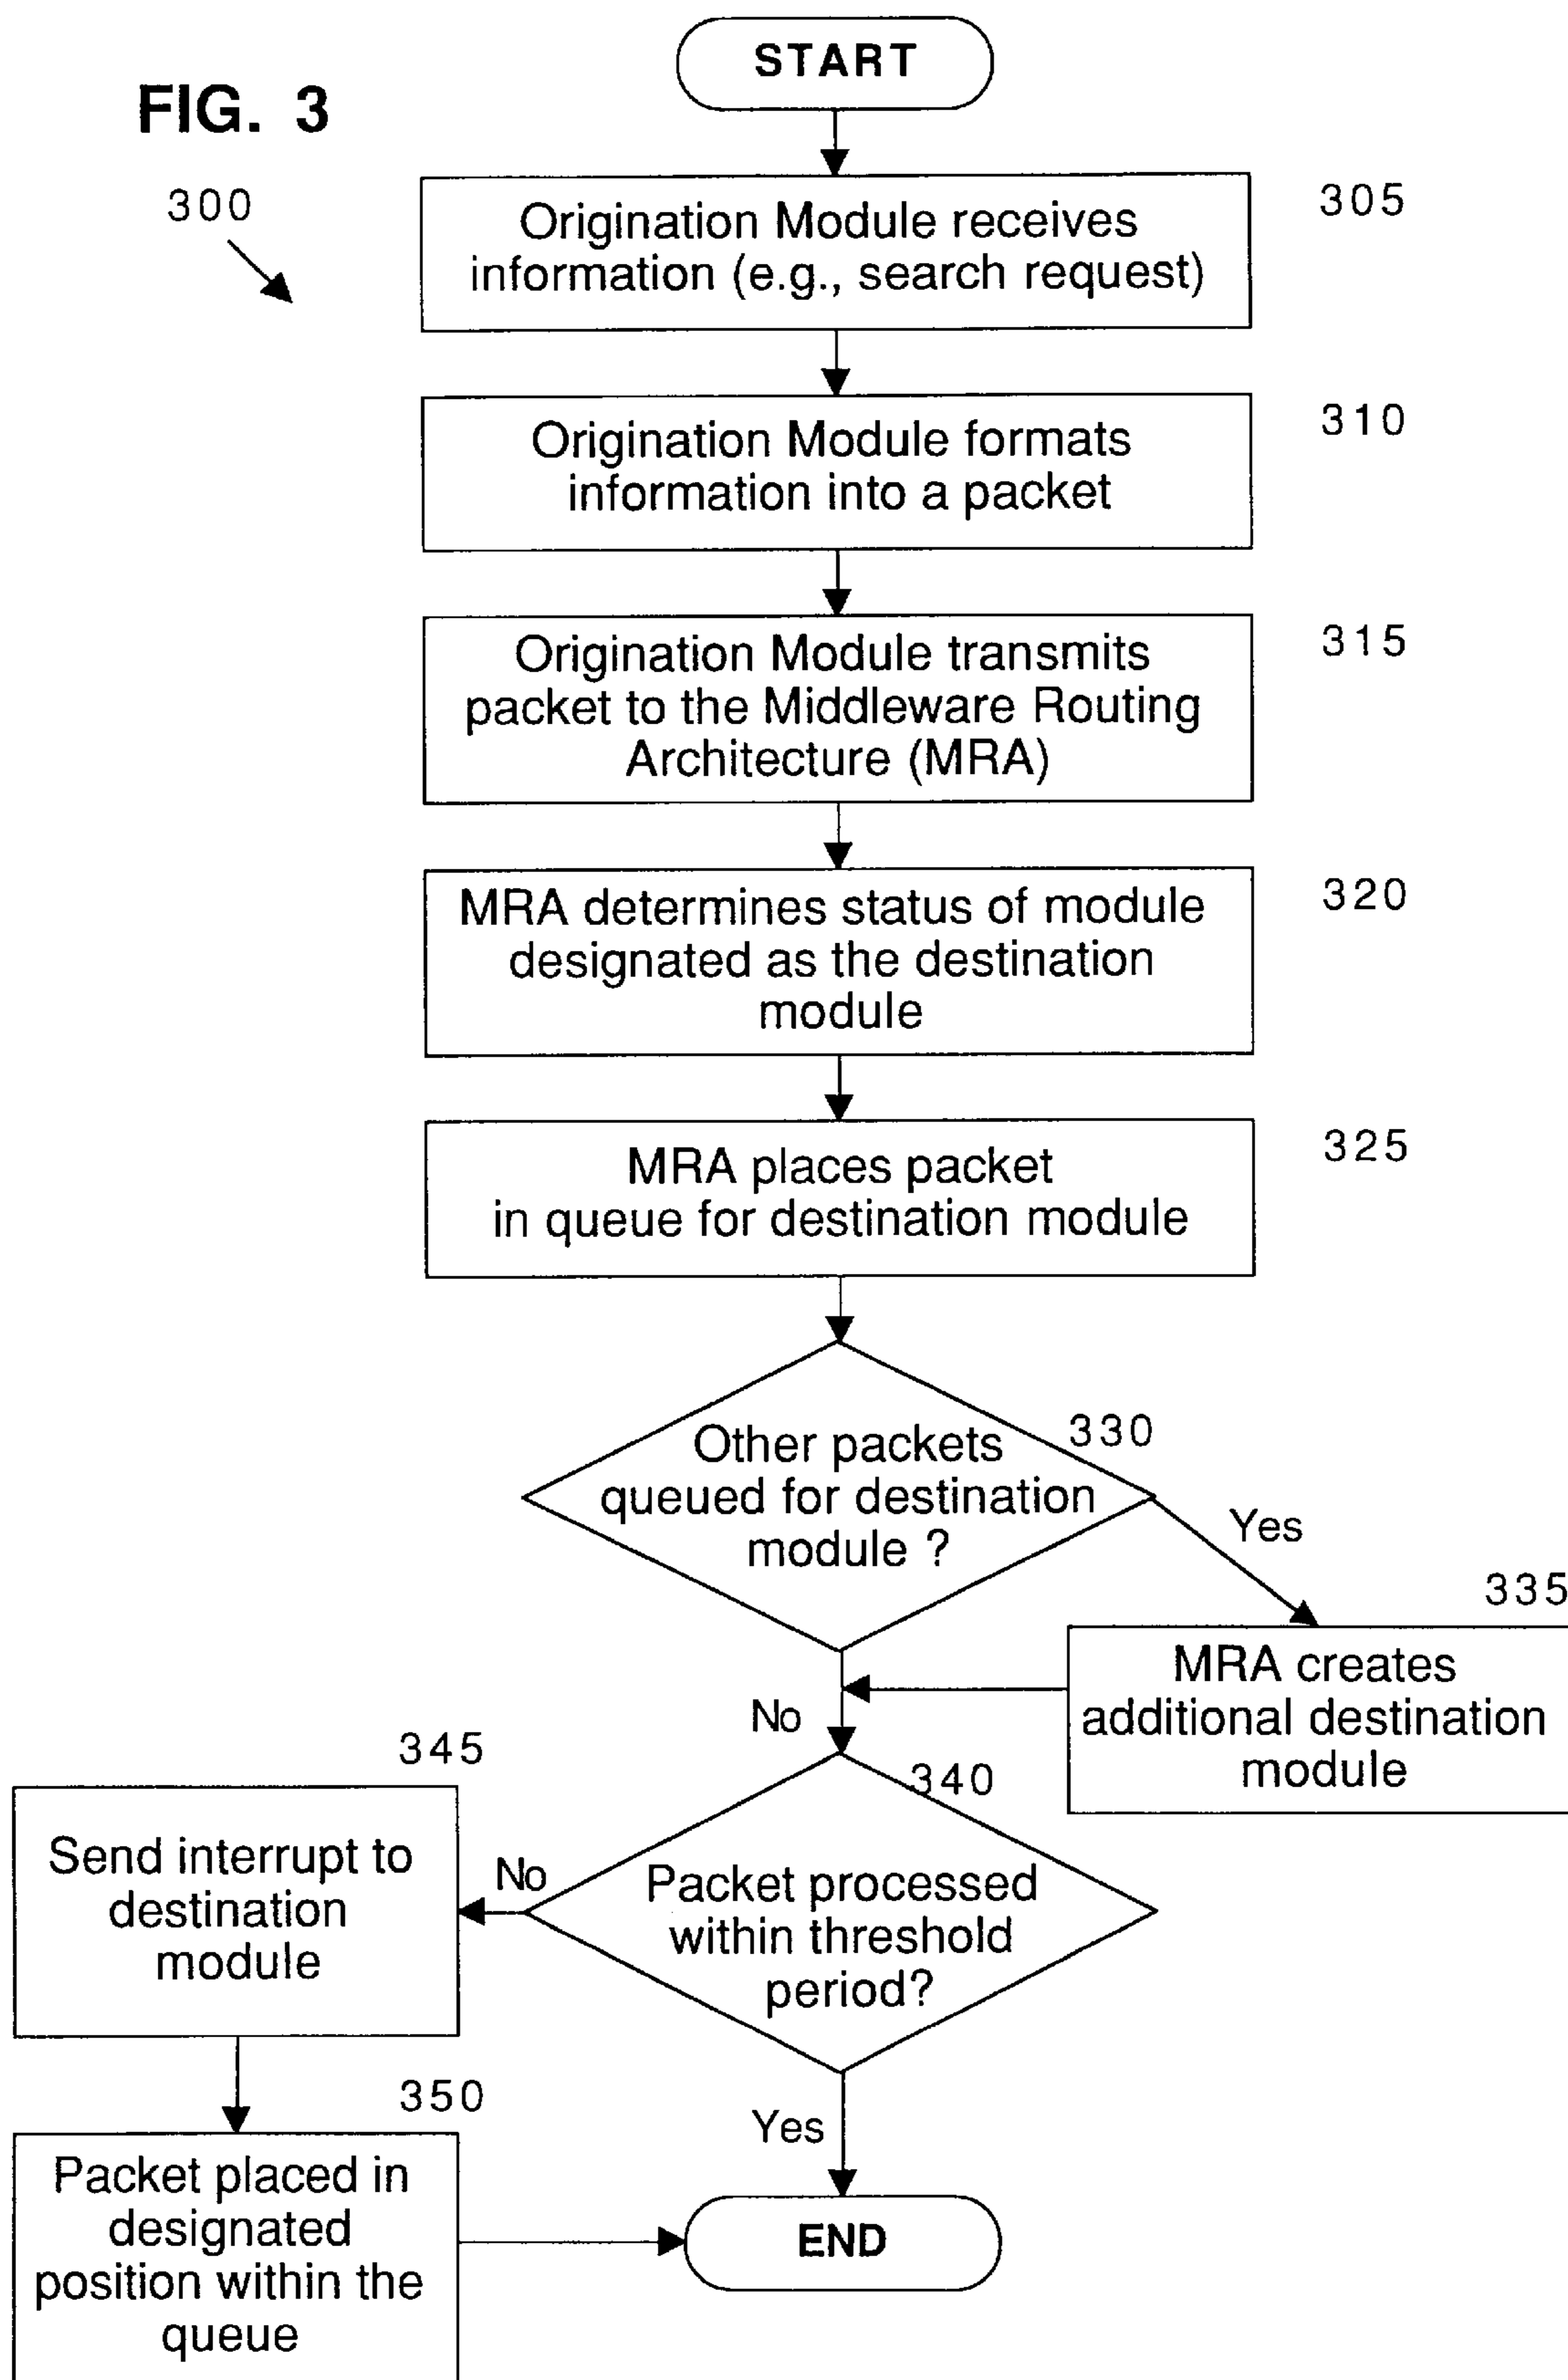 START
FIG. 3
300
Origination Module receives
information (e.g., search request)
305
Origination Module formats
information into a packet
310
Origination Module transmits
packet to the Middleware Routing
Architecture (MRA)
315
MRA determines status of module
designated as the destination
module
320
MRA places packet
in queue for destination module
325
Other packets
queued for destination
module ?
330
Yes
335
MRA creates
additional destination
module
No
340
Packet processed
within threshold
period?
No
345
Send interrupt to
destination
module
350
Packet placed in
designated
position within the
queue
Yes
END